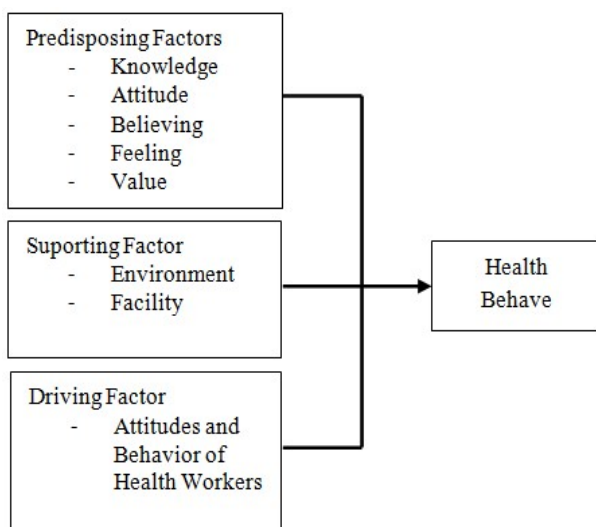 Predisposing Factors
- Knowledge
- Attitude
- Believing
- Feeling
- Value
Suporting Factor
- Environment
- Facility
Driving Factor
- Attitudes and
Behavior of
Health Workers
Health
Behave